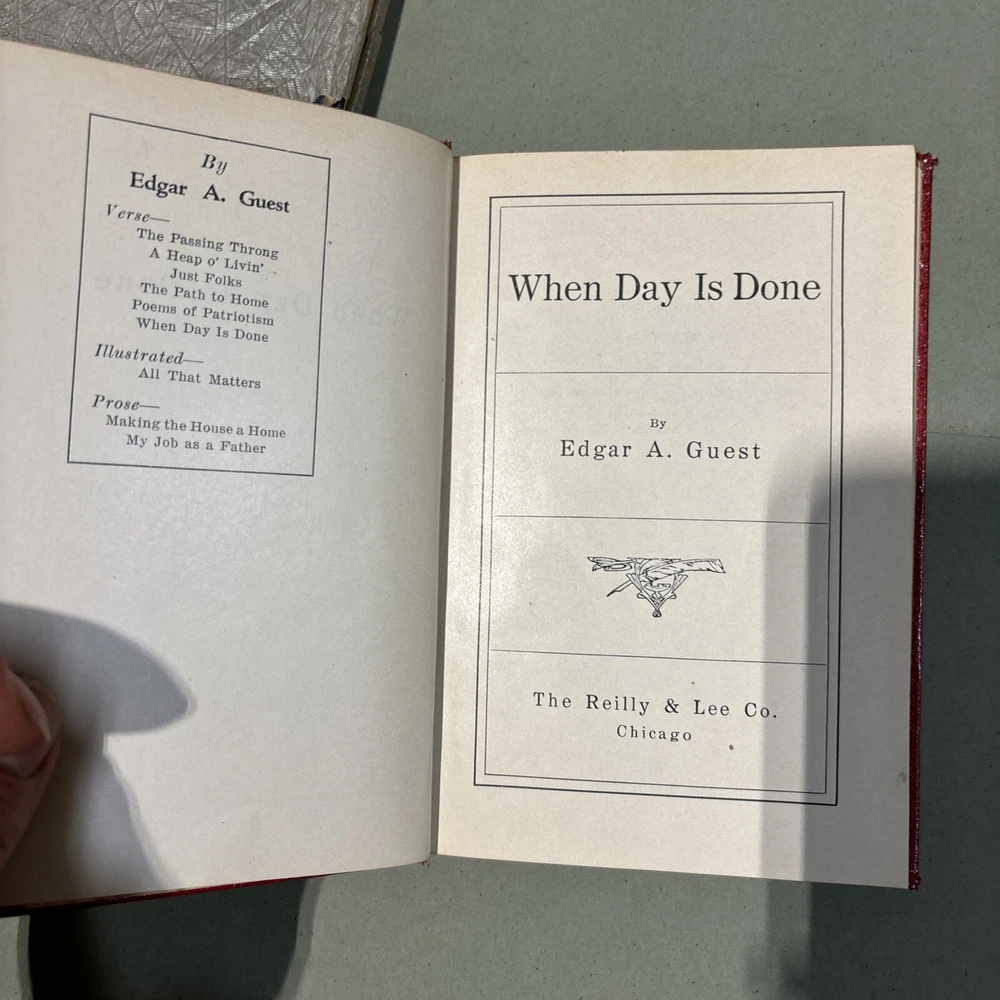 By
Edgar A. Guest
Verse—
The Passing Throng
A Heap o' Livin'
Just Folks
The Path to Home
Poems of Patriotism
When Day Is Done
Illustrated—
All That Matters
Prose—
Making the House a Home
My Job as a Father
When Day Is Done
By
Edgar A. Guest
The Reilly & Lee Co.
Chicago